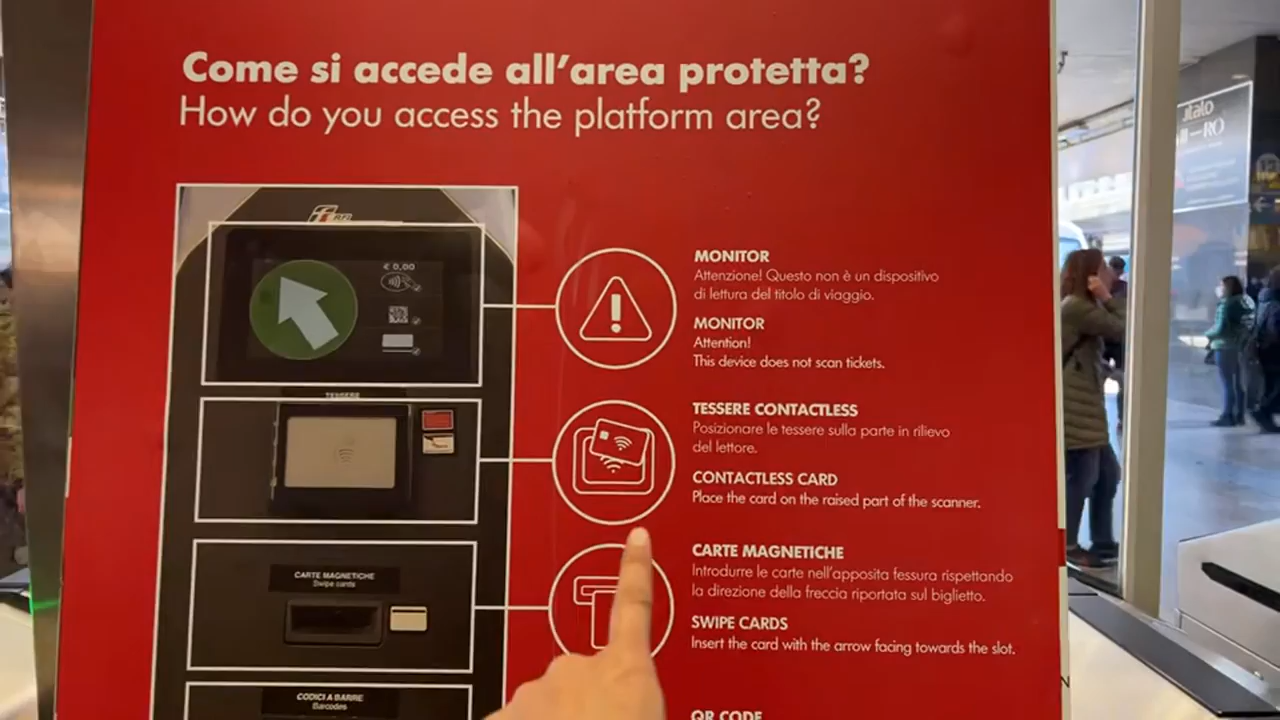 Come si accede all'area protetta?
How do you access the platform area?
RFI
€ 0,00
MONITOR
Attenzione! Questo non è un dispositivo
di lettura del titolo di viaggio.
MONITOR
Attention!
This device does not scan tickets.
TESSERE
TESSERE CONTACTLESS
Posizionare le tessere sulla parte in rilievo
del lettore.
CONTACTLESS CARD
Place the card on the raised part of the scanner.
CARTE MAGNETICHE
Swipe cards
CARTE MAGNETICHE
Introdurre le carte nell'apposita fessura rispettando
la direzione della freccia riportata sul biglietto.
SWIPE CARDS
Insert the card with the arrow facing towards the slot.
CODICI A BARRE
Barcodes
QR CODE
italo
RO
N